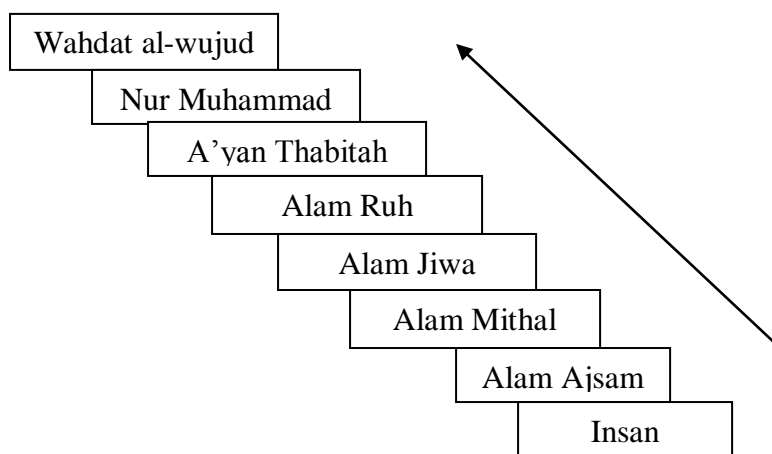 Wahdat al-wujud
Nur Muhammad
A’yan Thabitah
Alam Ruh
Alam Jiwa
Alam Mithal
Alam Ajsam
Insan